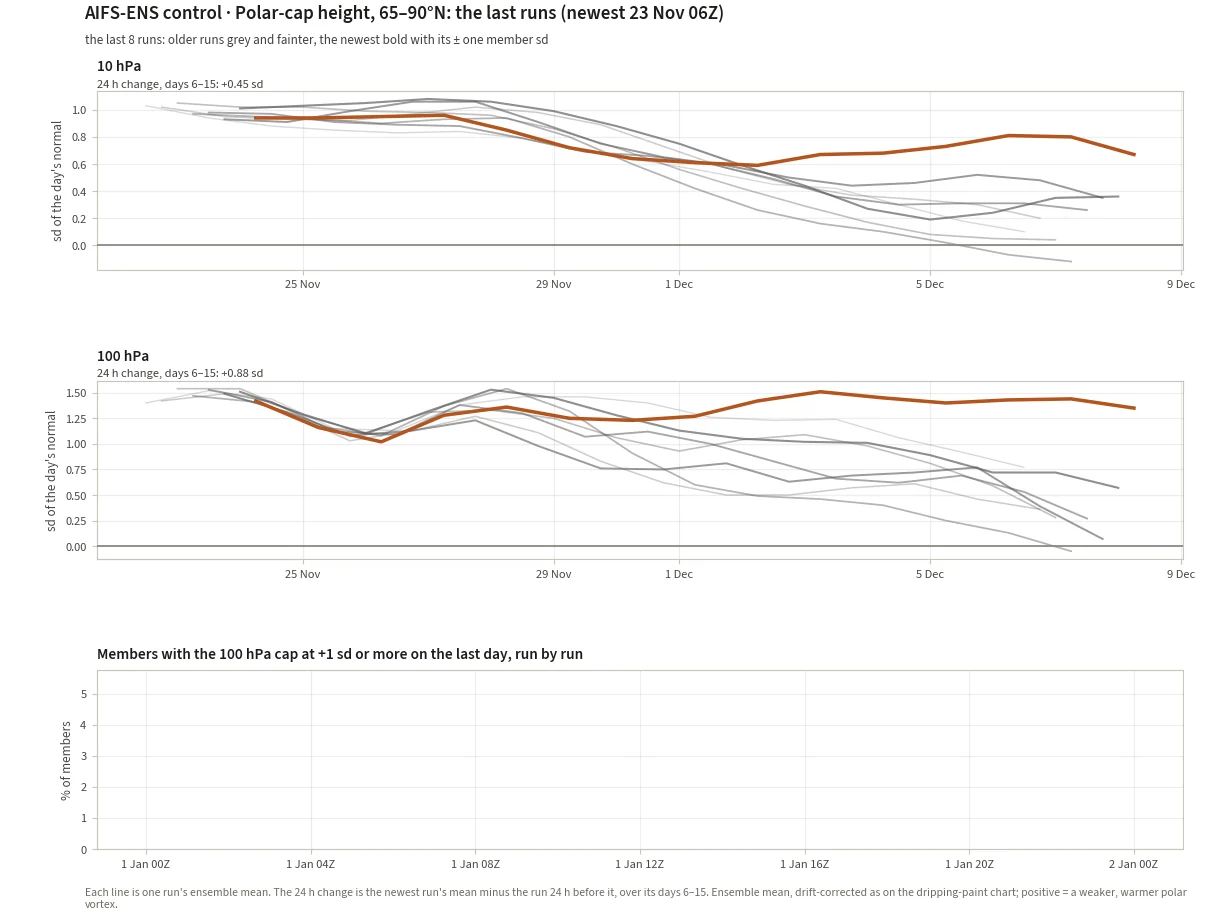 AIFS-ENS control · Polar-cap height, 65–90°N: the last runs (newest 23 Nov 06Z)
the last 8 runs: older runs grey and fainter, the newest bold with its ± one member sd
10 hPa
24 h change, days 6–15: +0.45 sd
sd of the day's normal
1.0
0.8
0.6
0.4
0.2
0.0
25 Nov
29 Nov
1 Dec
5 Dec
9 Dec
100 hPa
24 h change, days 6–15: +0.88 sd
sd of the day's normal
1.50
1.25
1.00
0.75
0.50
0.25
0.00
25 Nov
29 Nov
1 Dec
5 Dec
9 Dec
Members with the 100 hPa cap at +1 sd or more on the last day, run by run
% of members
5
4
3
2
1
0
1 Jan 00Z
1 Jan 04Z
1 Jan 08Z
1 Jan 12Z
1 Jan 16Z
1 Jan 20Z
2 Jan 00Z
Each line is one run's ensemble mean. The 24 h change is the newest run's mean minus the run 24 h before it, over its days 6–15. Ensemble mean, drift-corrected as on the dripping-paint chart; positive = a weaker, warmer polar
vortex.